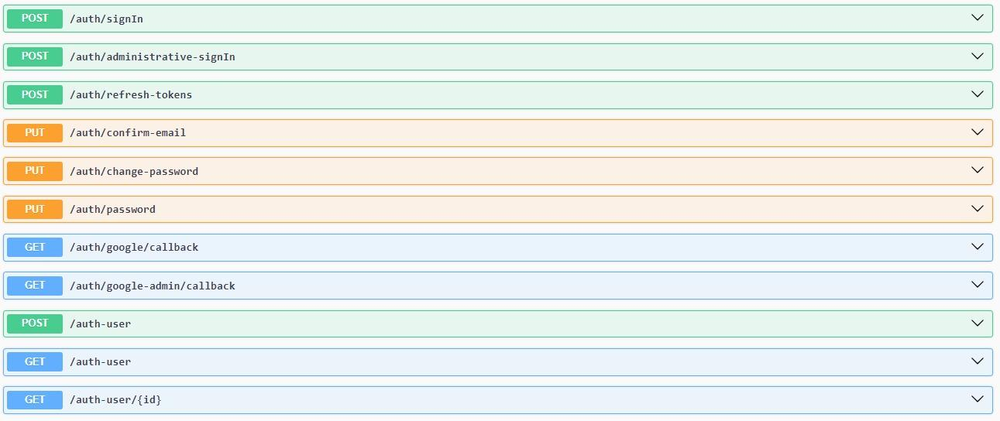 POST /auth/signIn
POST /auth/administrative-signIn
POST /auth/refresh-tokens
PUT /auth/confirm-email
PUT /auth/change-password
PUT /auth/password
GET /auth/google/callback
GET /auth/google-admin/callback
POST /auth-user
GET /auth-user
GET /auth-user/{id}